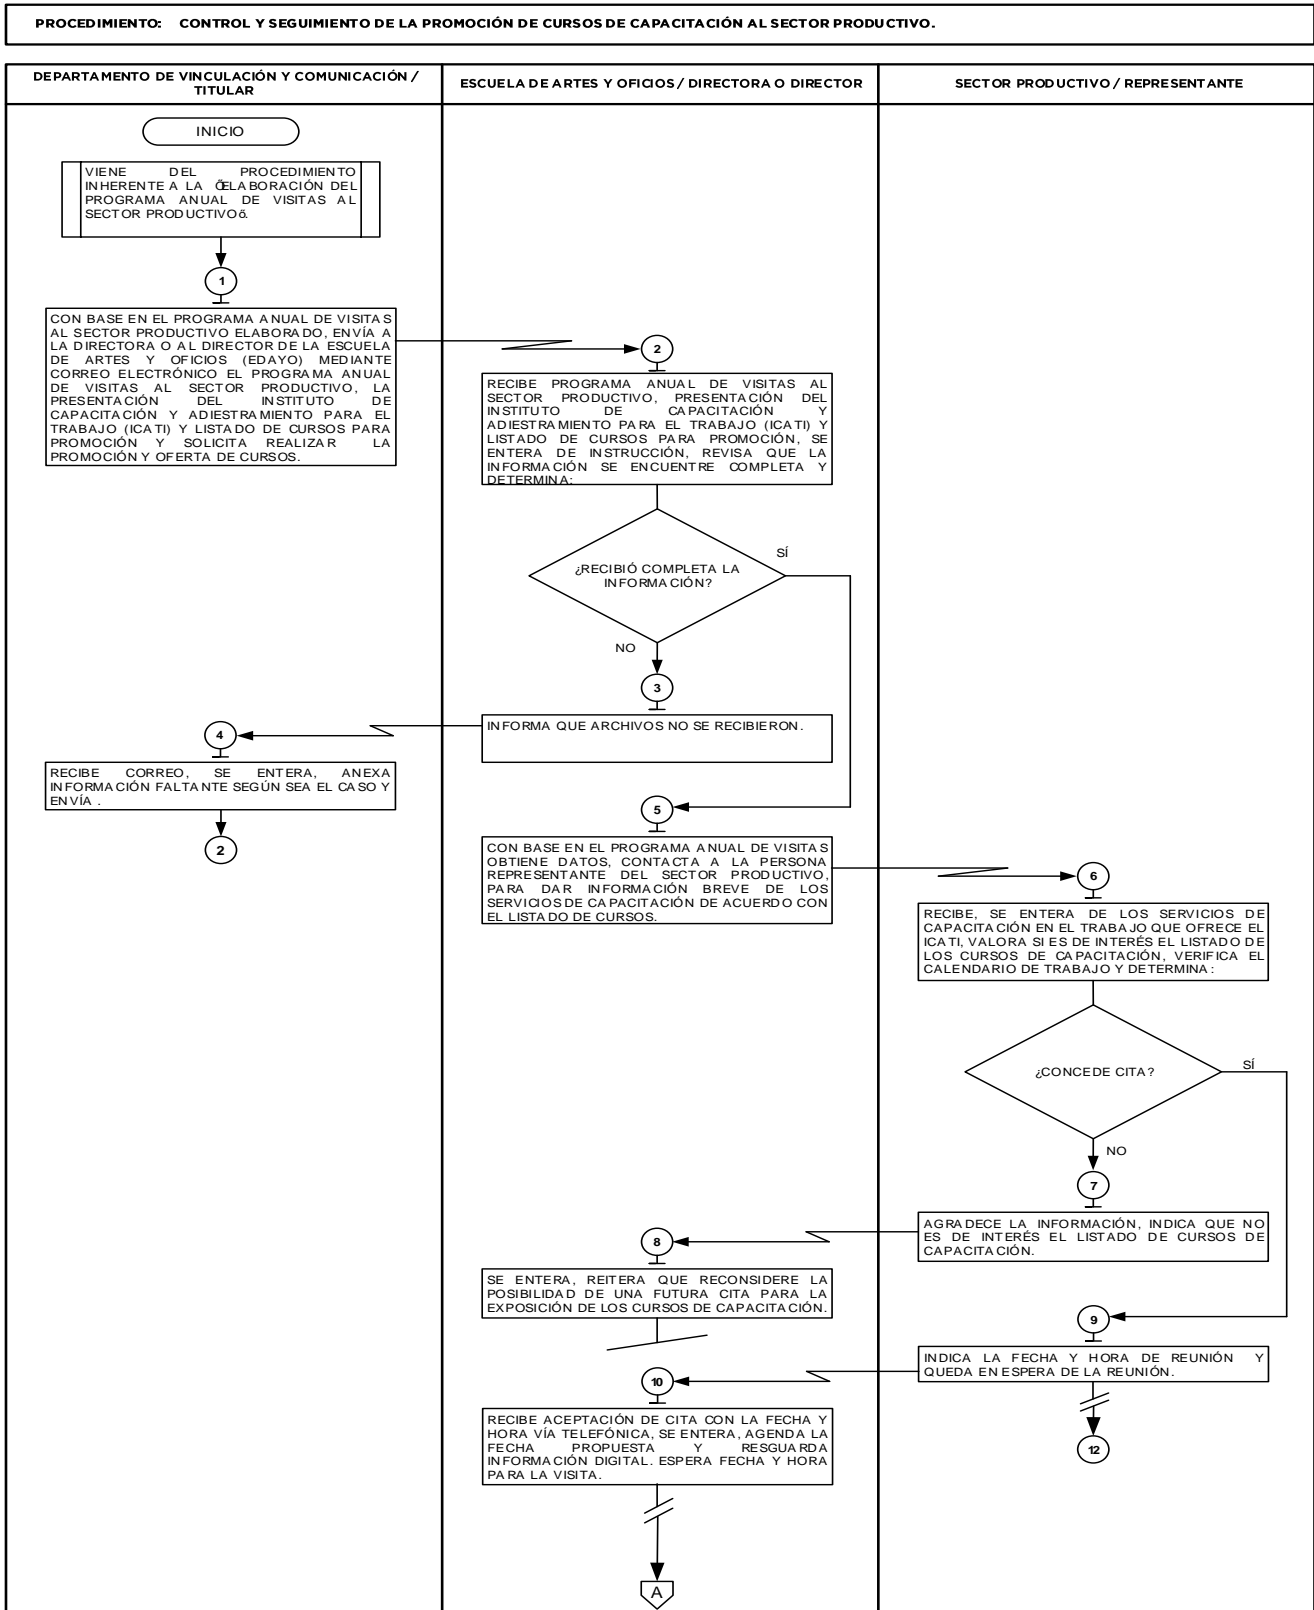 PROCEDIMIENTO: CONTROL Y SEGUIMIENTO DE LA PROMOCIÓN DE CURSOS DE CAPACITACIÓN AL SECTOR PRODUCTIVO.
DEPARTAMENTO DE VINCULACIÓN Y COMUNICACIÓN /
TITULAR
ESCUELA DE ARTES Y OFICIOS / DIRECTORA O DIRECTOR
SECTOR PRODUCTIVO / REPRESENTANTE
INICIO
VIENE DEL PROCEDIMIENTO
INHERENTE A LA ŐELABORACIÓN DEL
PROGRAMA ANUAL DE VISITAS AL
SECTOR PRODUCTIVOő.
1
CON BASE EN EL PROGRAMA ANUAL DE VISITAS
AL SECTOR PRODUCTIVO ELABORADO, ENVÍA A
LA DIRECTORA O AL DIRECTOR DE LA ESCUELA
DE ARTES Y OFICIOS (EDAYO) MEDIANTE
CORREO ELECTRÓNICO EL PROGRAMA ANUAL
DE VISITAS AL SECTOR PRODUCTIVO, LA
PRESENTACIÓN DEL INSTITUTO DE
CAPACITACIÓN Y ADIESTRAMIENTO PARA EL
TRABAJO (ICATI) Y LISTADO DE CURSOS PARA
PROMOCIÓN Y SOLICITA REALIZAR LA
PROMOCIÓN Y OFERTA DE CURSOS.
2
RECIBE PROGRAMA ANUAL DE VISITAS AL
SECTOR PRODUCTIVO, PRESENTACIÓN DEL
INSTITUTO DE CAPACITACIÓN Y
ADIESTRAMIENTO PARA EL TRABAJO (ICATI) Y
LISTADO DE CURSOS PARA PROMOCIÓN, SE
ENTERA DE INSTRUCCIÓN, REVISA QUE LA
INFORMACIÓN SE ENCUENTRE COMPLETA Y
DETERMINA:
¿RECIBIÓ COMPLETA LA
INFORMACIÓN?
SÍ
NO
3
INFORMA QUE ARCHIVOS NO SE RECIBIERON.
4
RECIBE CORREO, SE ENTERA, ANEXA
INFORMACIÓN FALTANTE SEGÚN SEA EL CASO Y
ENVÍA .
2
5
CON BASE EN EL PROGRAMA ANUAL DE VISITAS
OBTIENE DATOS, CONTACTA A LA PERSONA
REPRESENTANTE DEL SECTOR PRODUCTIVO,
PARA DAR INFORMACIÓN BREVE DE LOS
SERVICIOS DE CAPACITACIÓN DE ACUERDO CON
EL LISTADO DE CURSOS.
6
RECIBE, SE ENTERA DE LOS SERVICIOS DE
CAPACITACIÓN EN EL TRABAJO QUE OFRECE EL
ICATI, VALORA SI ES DE INTERÉS EL LISTADO DE
LOS CURSOS DE CAPACITACIÓN, VERIFICA EL
CALENDARIO DE TRABAJO Y DETERMINA:
¿CONCEDE CITA?
SÍ
NO
7
AGRADECE LA INFORMACIÓN, INDICA QUE NO
ES DE INTERÉS EL LISTADO DE CURSOS DE
CAPACITACIÓN.
8
SE ENTERA, REITERA QUE RECONSIDERE LA
POSIBILIDAD DE UNA FUTURA CITA PARA LA
EXPOSICIÓN DE LOS CURSOS DE CAPACITACIÓN.
9
INDICA LA FECHA Y HORA DE REUNIÓN Y
QUEDA EN ESPERA DE LA REUNIÓN.
10
RECIBE ACEPTACIÓN DE CITA CON LA FECHA Y
HORA VÍA TELEFÓNICA, SE ENTERA, AGENDA LA
FECHA PROPUESTA Y RESGUARDA
INFORMACIÓN DIGITAL. ESPERA FECHA Y HORA
PARA LA VISITA.
12
A